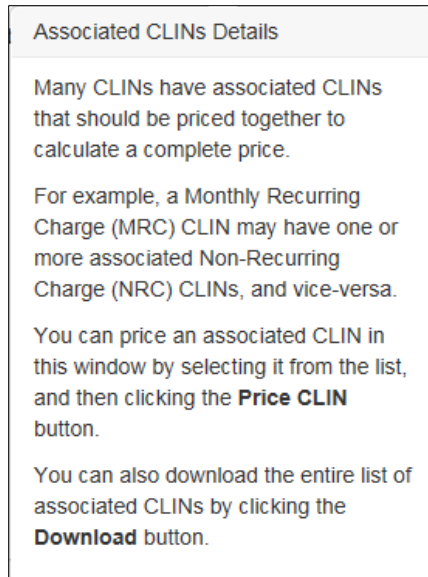 Associated CLINs Details
Many CLINs have associated CLINs
that should be priced together to
calculate a complete price.
For example, a Monthly Recurring
Charge (MRC) CLIN may have one or
more associated Non-Recurring
Charge (NRC) CLINs, and vice-versa.
You can price an associated CLIN in
this window by selecting it from the list,
and then clicking the Price CLIN
button.
You can also download the entire list of
associated CLINs by clicking the
Download button.